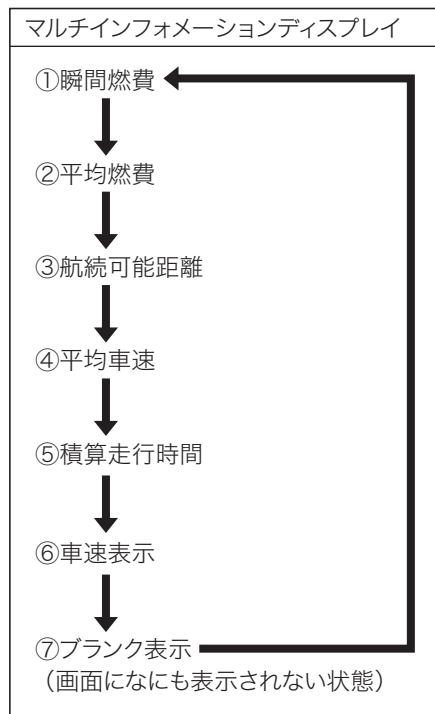 マルチインフォメーションディスプレイ
①瞬間燃費
②平均燃費
③航続可能距離
④平均車速
⑤積算走行時間
⑥車速表示
⑦ブランク表示
（画面になにも表示されない状態）